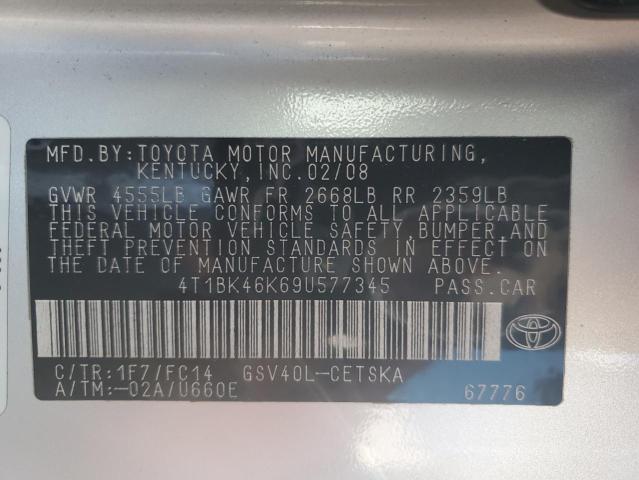 MFD.BY:TOYOTA MOTOR MANUFACTURING,
KENTUCKY,INC.02/08
GVWR 4555LB GAWR FR 2668LB RR 2359LB
THIS VEHICLE CONFORMS TO ALL APPLICABLE
FEDERAL MOTOR VEHICLE SAFETY, BUMPER,AND
THEFT PREVENTION STANDARDS IN EFFECT ON
THE DATE OF MANUFACTURE SHOWN ABOVE.
4T1BK46K69U577345 PASS.CAR
C/TR:1F7/FC14 GSV40L-CETSKA
A/TM:-02A/U660E 67776